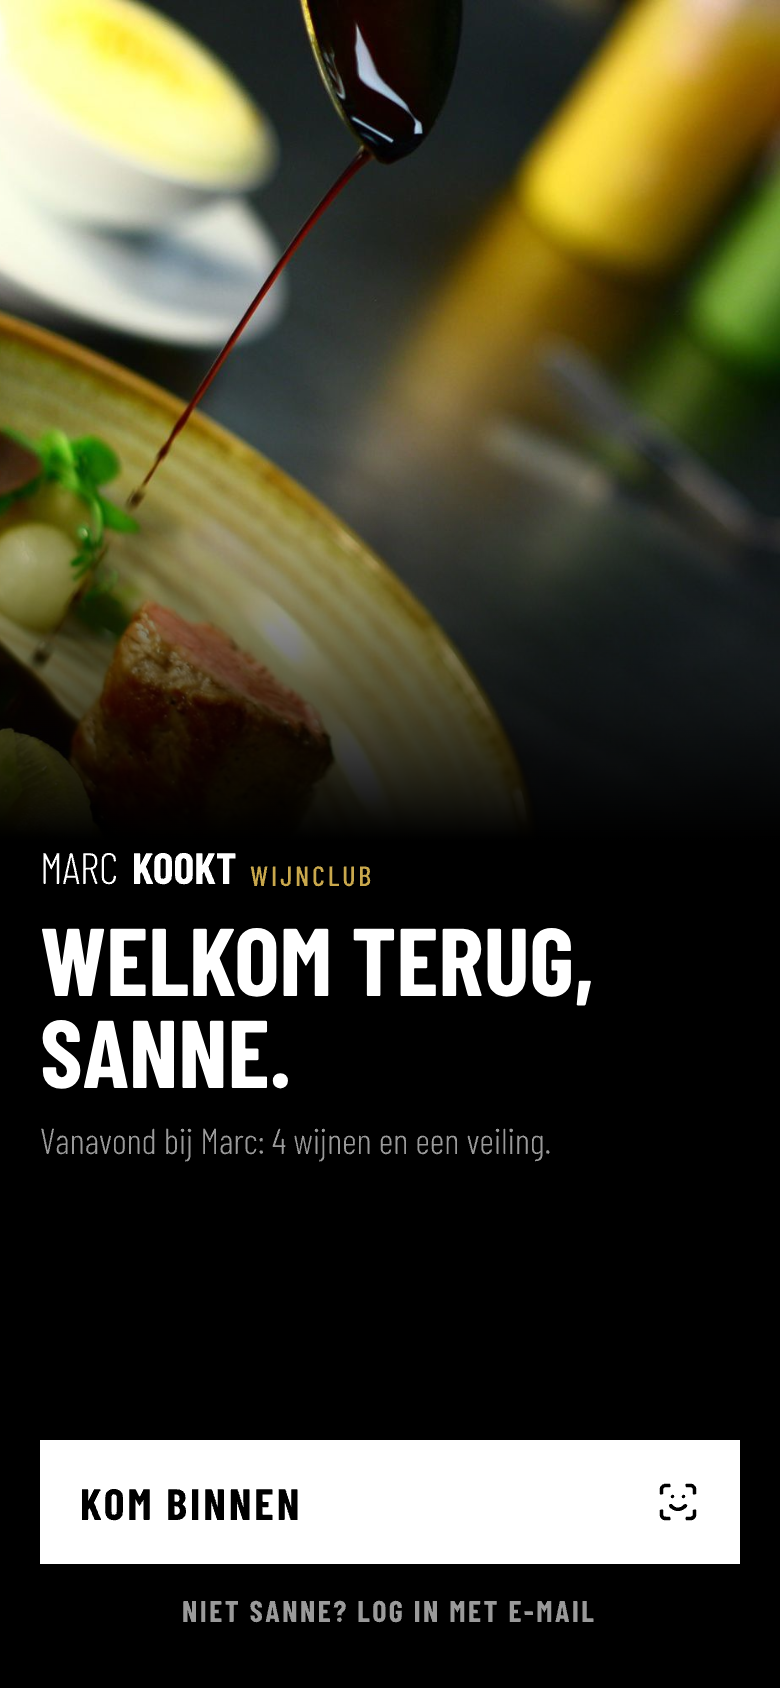 MARC KOOKT WIJNCLUB
WELKOM TERUG,
SANNE.
Vanavond bij Marc: 4 wijnen en een veiling.
KOM BINNEN
NIET SANNE? LOG IN MET E-MAIL